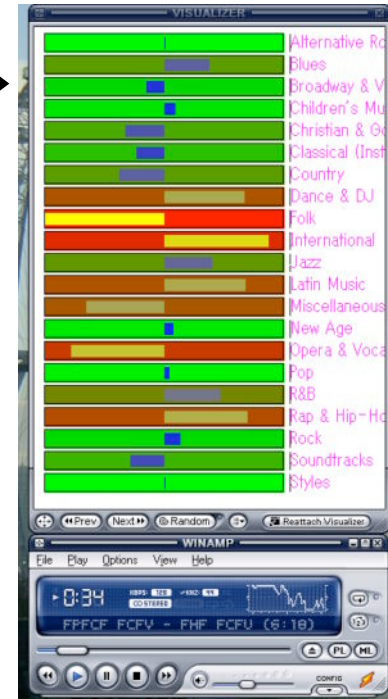 VISUALIZER
Alternative Ro
Blues
Broadway & V
Children's Mu
Christian & Go
Classical (Inst
Country
Dance & DJ
Folk
International
Jazz
Latin Music
Miscellaneous
New Age
Opera & Voca
Pop
R&B
Rap & Hip-Ho
Rock
Soundtracks
Styles
Prev Next Random Reattach Visualizer
WINAMP
File Play Options View Help
0:34 KBPS: 128 KHZ: 44
CO STEREO
FPFCF FCFV - FHF FCFU (6:18)
PL ML
CONFIG